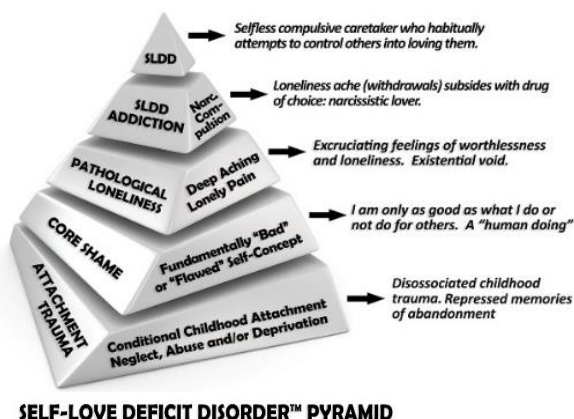 SLDD
Selfless compulsive caretaker who habitually
attempts to control others into loving them.
SLDD
ADDICTION
Narc.
Com-
pulsion
Loneliness ache (withdrawals) subsides with drug
of choice: narcissistic lover.
PATHOLOGICAL
LONELINESS
Deep Aching
Lonely Pain
Excruciating feelings of worthlessness
and loneliness. Existential void.
CORE SHAME
Fundamentally “Bad”
or “Flawed” Self-Concept
I am only as good as what I do or
not do for others. A “human doing”
ATTACHMENT
TRAUMA
Conditional Childhood Attachment
Neglect, Abuse and/or Deprivation
Disossociated childhood
trauma. Repressed memories
of abandonment
SELF-LOVE DEFICIT DISORDER™ PYRAMID